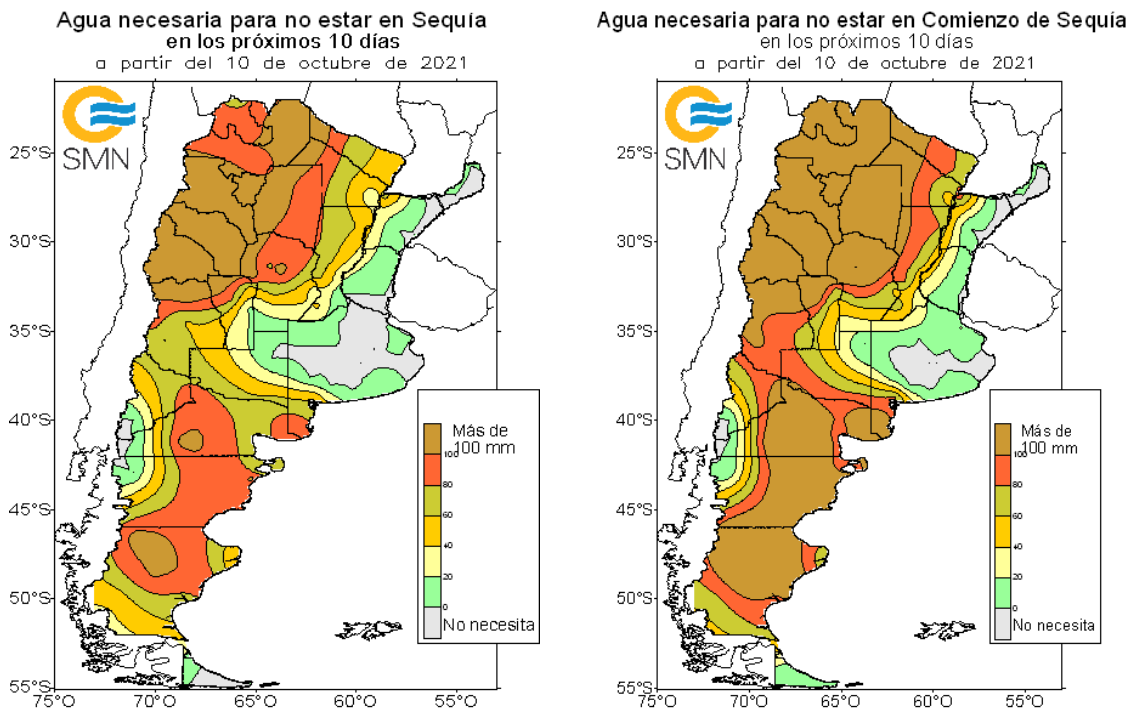 Agua necesaria para no estar en Sequía
en los próximos 10 días
a partir del 10 de octubre de 2021
SMN
25°S
30°S
35°S
40°S
45°S
50°S
55°S
75°O
70°O
65°O
60°O
55°O
Más de
100 mm
100
80
60
40
20
0
No necesita
Agua necesaria para no estar en Comienzo de Sequía
en los próximos 10 días
a partir del 10 de octubre de 2021
SMN
25°S
30°S
35°S
40°S
45°S
50°S
55°S
75°O
70°O
65°O
60°O
55°O
Más de
100 mm
100
80
60
40
20
0
No necesita